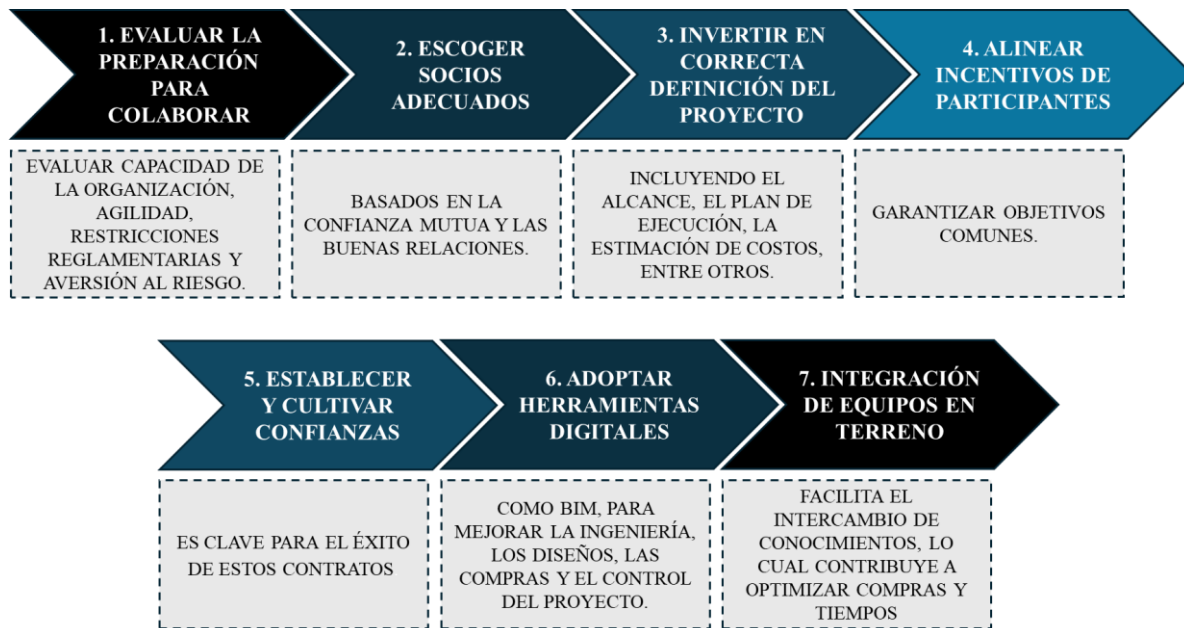 1. EVALUAR LA
PREPARACIÓN
PARA
COLABORAR
2. ESCOGER
SOCIOS
ADECUADOS
3. INVERTIR EN
CORRECTA
DEFINICIÓN DEL
PROYECTO
4. ALINEAR
INCENTIVOS DE
PARTICIPANTES
EVALUAR CAPACIDAD DE
LA ORGANIZACIÓN,
AGILIDAD,
RESTRICCIONES
REGLAMENTARIAS Y
AVERSIÓN AL RIESGO.
BASADOS EN LA
CONFIANZA MUTUA Y LAS
BUENAS RELACIONES.
INCLUYENDO EL
ALCANCE, EL PLAN DE
EJECUCIÓN, LA
ESTIMACIÓN DE COSTOS,
ENTRE OTROS.
GARANTIZAR OBJETIVOS
COMUNES.
5. ESTABLECER
Y CULTIVAR
CONFIANZAS
6. ADOPTAR
HERRAMIENTAS
DIGITALES
7. INTEGRACIÓN
DE EQUIPOS EN
TERRENO
ES CLAVE PARA EL ÉXITO
DE ESTOS CONTRATOS
COMO BIM, PARA
MEJORAR LA INGENIERÍA,
LOS DISEÑOS, LAS
COMPRAS Y EL CONTROL
DEL PROYECTO.
FACILITA EL
INTERCAMBIO DE
CONOCIMIENTOS, LO
CUAL CONTRIBUYE A
OPTIMIZAR COMPRAS Y
TIEMPOS